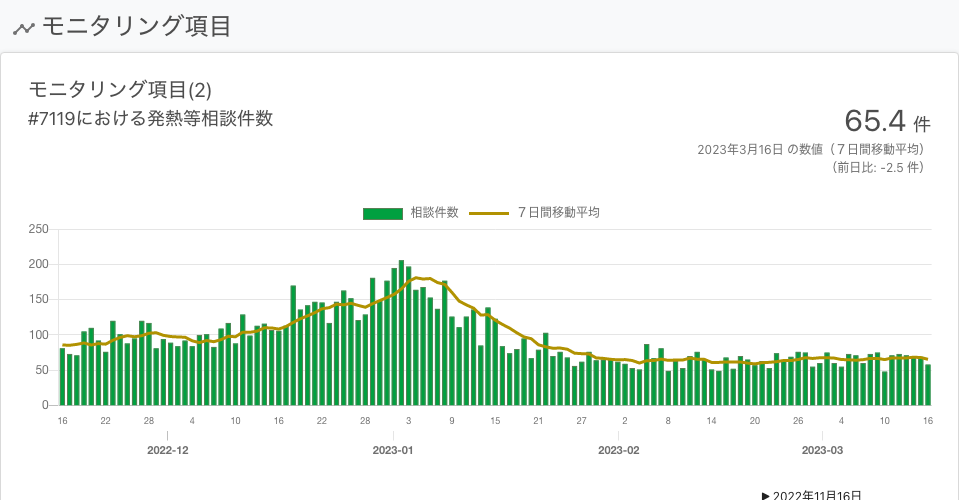 モニタリング項目
モニタリング項目(2)
#7119における発熱等相談件数
65.4 件
2023年3月16日 の数値（７日間移動平均）
（前日比: -2.5 件）
相談件数 ７日間移動平均
250
200
150
100
50
0
16 22 28 4 10 16 22 28 3 9 15 21 27 2 8 14 20 26 4 10 16
2022-12 2023-01 2023-02 2023-03
▶ 2022年11月16日